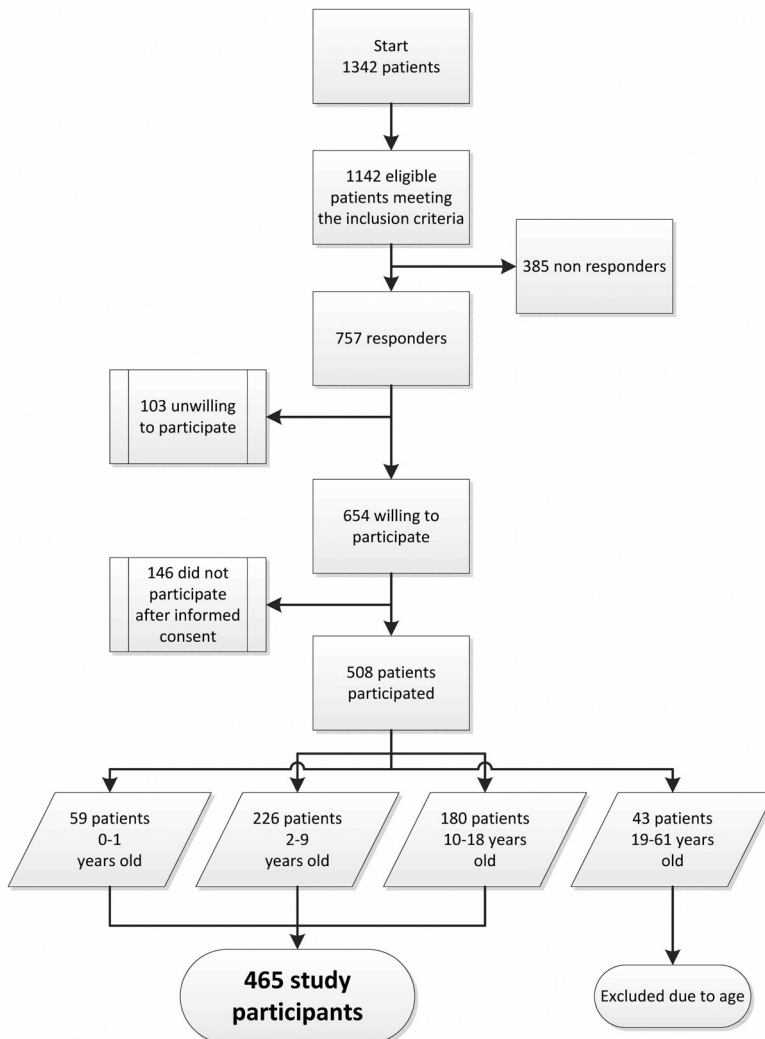 Start
1342 patients
1142 eligible
patients meeting
the inclusion criteria
385 non responders
757 responders
103 unwilling
to participate
654 willing to
participate
146 did not
participate
after informed
consent
508 patients
participated
59 patients
0-1
years old
226 patients
2-9
years old
180 patients
10-18 years
old
43 patients
19-61 years
old
465 study
participants
Excluded due to age